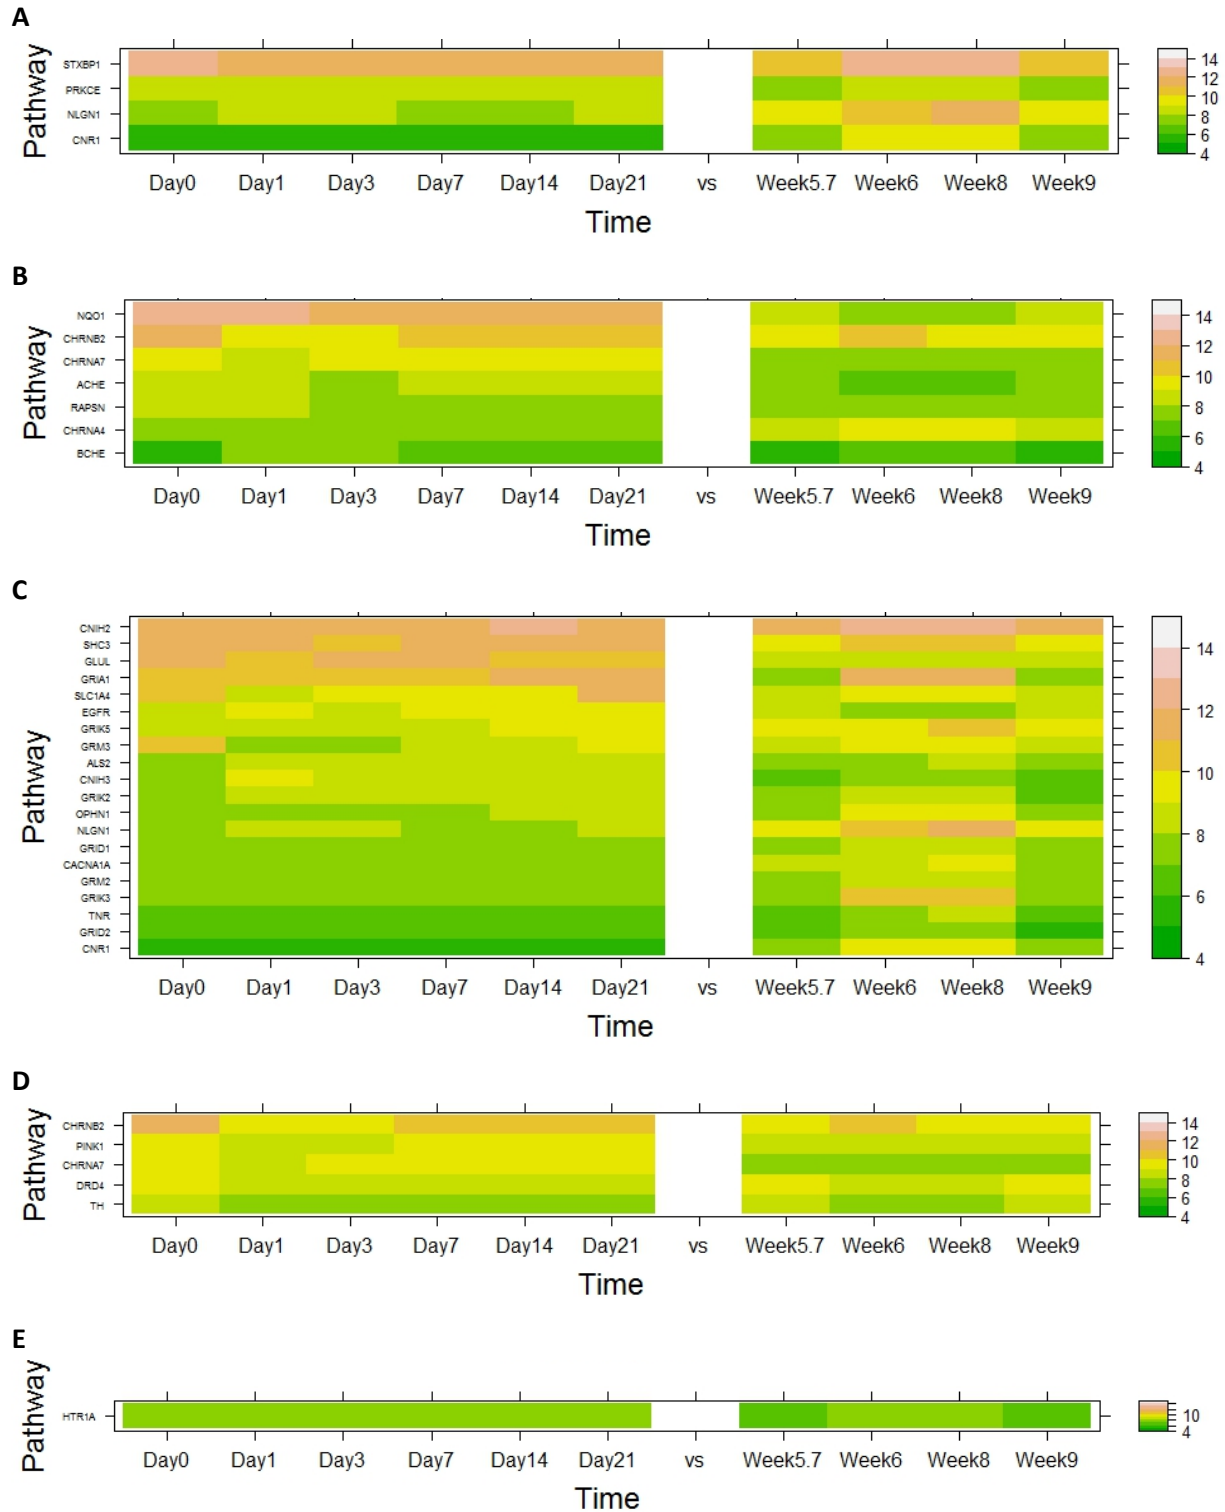 A
Pathway
STXBP1
PRKCE
NLGN1
CNR1
14
12
10
8
6
4
Day0 Day1 Day3 Day7 Day14 Day21 vs Week5.7 Week6 Week8 Week9
Time
B
Pathway
NQO1
CHRNB2
CHRNA7
ACHE
RAPSN
CHRNA4
BCHE
14
12
10
8
6
4
Day0 Day1 Day3 Day7 Day14 Day21 vs Week5.7 Week6 Week8 Week9
Time
C
Pathway
CNIH2
SHC3
GLUL
GRIA1
SLC1A4
EGFR
GRIK5
GRM3
ALS2
CNIH3
GRIK2
OPHN1
NLGN1
GRID1
CACNA1A
GRM2
GRIK3
TNR
GRID2
CNR1
14
12
10
8
6
4
Day0 Day1 Day3 Day7 Day14 Day21 vs Week5.7 Week6 Week8 Week9
Time
D
Pathway
CHRNB2
PINK1
CHRNA7
DRD4
TH
14
12
10
8
6
4
Day0 Day1 Day3 Day7 Day14 Day21 vs Week5.7 Week6 Week8 Week9
Time
E
Pathway
HTR1A
10
4
Day0 Day1 Day3 Day7 Day14 Day21 vs Week5.7 Week6 Week8 Week9
Time